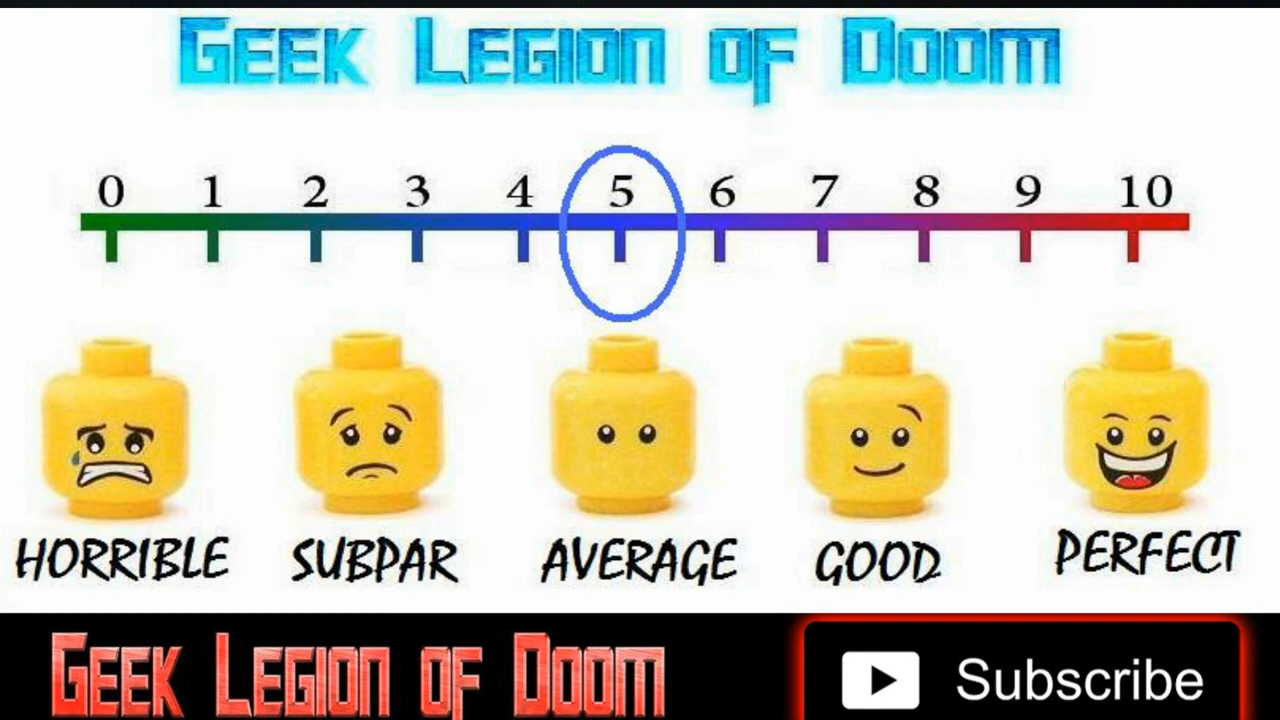 Geek Legion of Doom
0 1 2 3 4 5 6 7 8 9 10
HORRIBLE SUBPAR AVERAGE GOOD PERFECT
Geek Legion of Doom
Subscribe